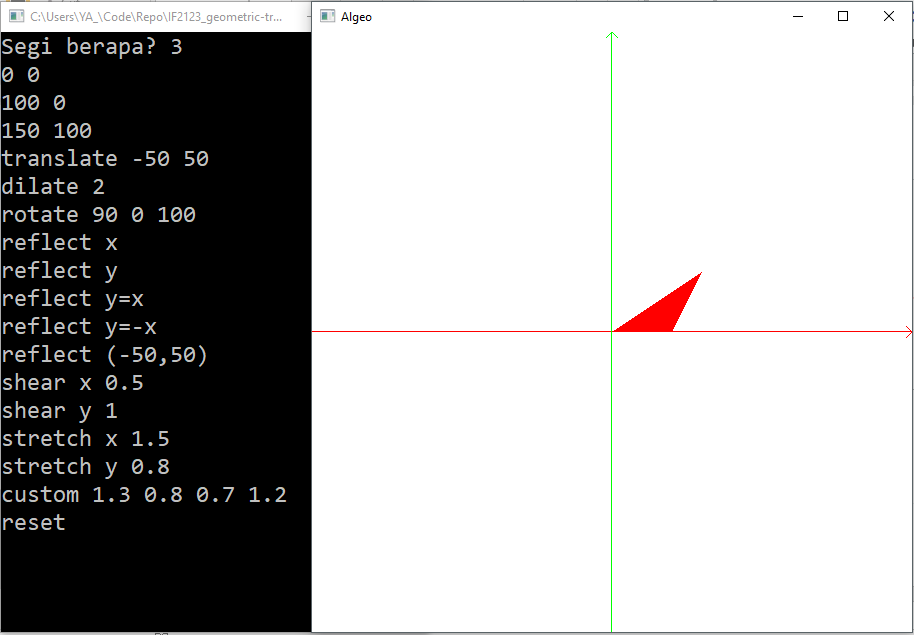 C:\Users\YA_\Code\Repo\IF2123_geometric-tr...
Algeo
Segi berapa? 3
0 0
100 0
150 100
translate -50 50
dilate 2
rotate 90 0 100
reflect x
reflect y
reflect y=x
reflect y=-x
reflect (-50,50)
shear x 0.5
shear y 1
stretch x 1.5
stretch y 0.8
custom 1.3 0.8 0.7 1.2
reset